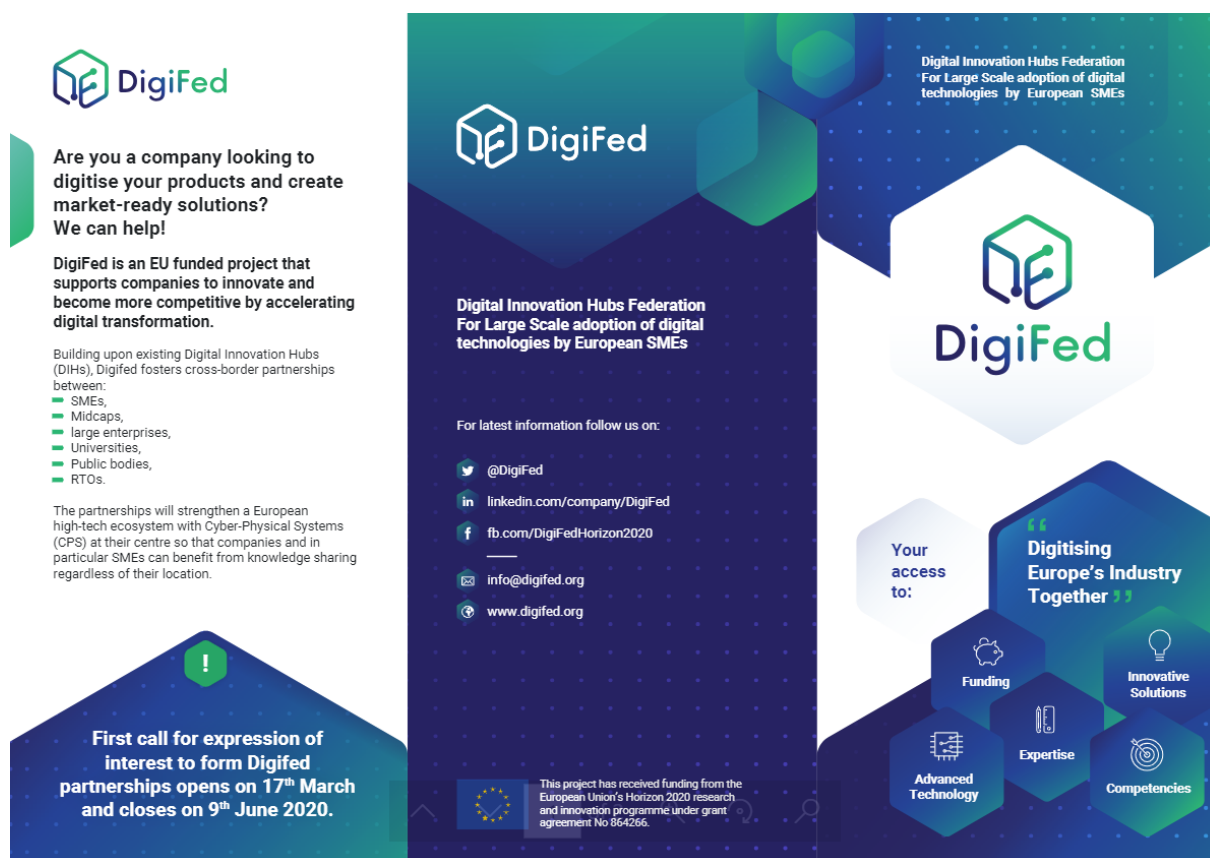 DigiFed
Are you a company looking to
digitise your products and create
market-ready solutions?
We can help!
DigiFed is an EU funded project that
supports companies to innovate and
become more competitive by accelerating
digital transformation.
Building upon existing Digital Innovation Hubs
(DIHs), Digifed fosters cross-border partnerships
between:
SMEs,
Midcaps,
large enterprises,
Universities,
Public bodies,
RTOs.
The partnerships will strengthen a European
high-tech ecosystem with Cyber-Physical Systems
(CPS) at their centre so that companies and in
particular SMEs can benefit from knowledge sharing
regardless of their location.
!
First call for expression of
interest to form Digifed
partnerships opens on 17th March
and closes on 9th June 2020.
DigiFed
Digital Innovation Hubs Federation
For Large Scale adoption of digital
technologies by European SMEs
For latest information follow us on:
@DigiFed
in linkedin.com/company/DigiFed
f fb.com/DigiFedHorizon2020
info@digifed.org
www.digifed.org
This project has received funding from the
European Union's Horizon 2020 research
and innovation programme under grant
agreement No 864266.
Digital Innovation Hubs Federation
For Large Scale adoption of digital
technologies by European SMEs
DigiFed
Your
access
to:
“
Digitising
Europe's Industry
Together ”
Funding
Innovative
Solutions
Expertise
Advanced
Technology
Competencies